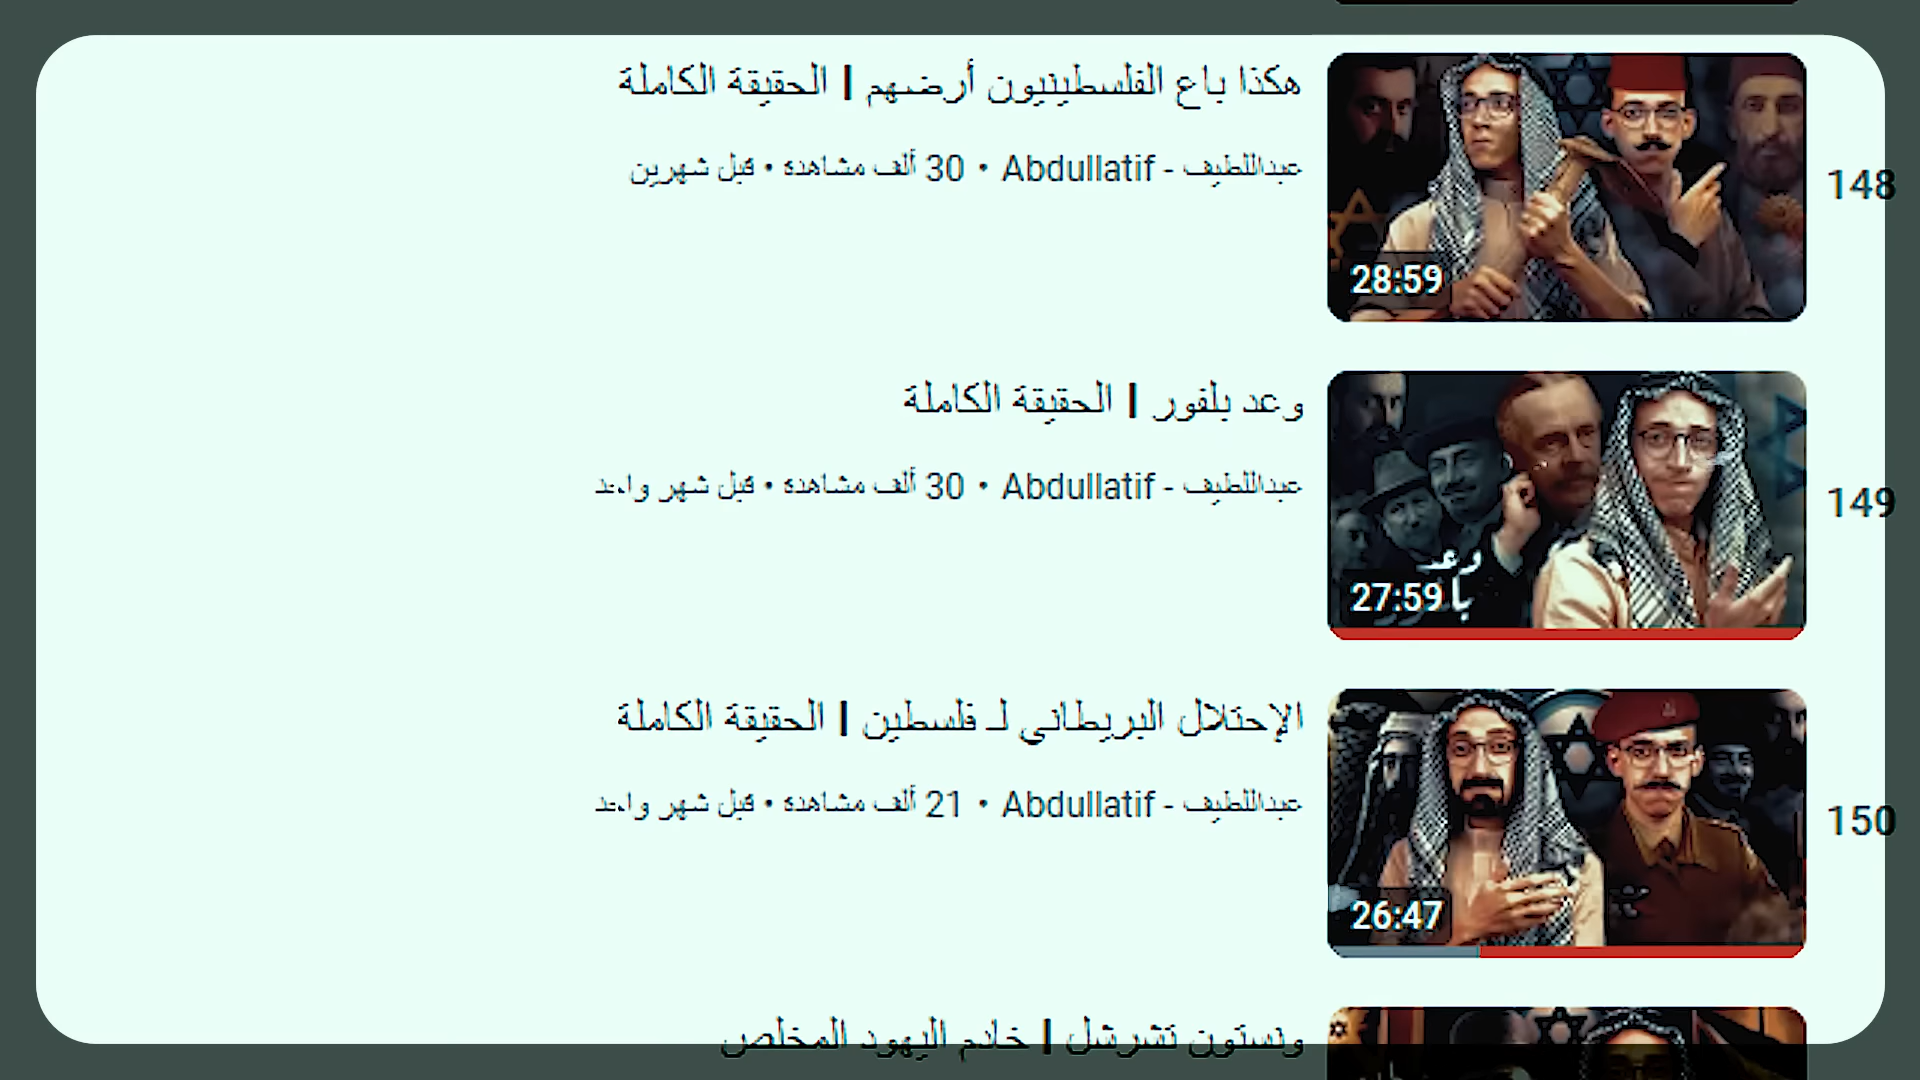 148
هكذا باع الفلسطينيون أرضهم | الحقيقة الكاملة
عبداللطيف - Abdullatif • 30 ألف مشاهدة • قبل شهرين
28:59
149
وعد بلفور | الحقيقة الكاملة
عبداللطيف - Abdullatif • 30 ألف مشاهدة • قبل شهر واحد
وعد
27:59
150
الإحتلال البريطاني لـ فلسطين | الحقيقة الكاملة
عبداللطيف - Abdullatif • 21 ألف مشاهدة • قبل شهر واحد
26:47
ونستون تشرشل | خادم اليهود المخلص